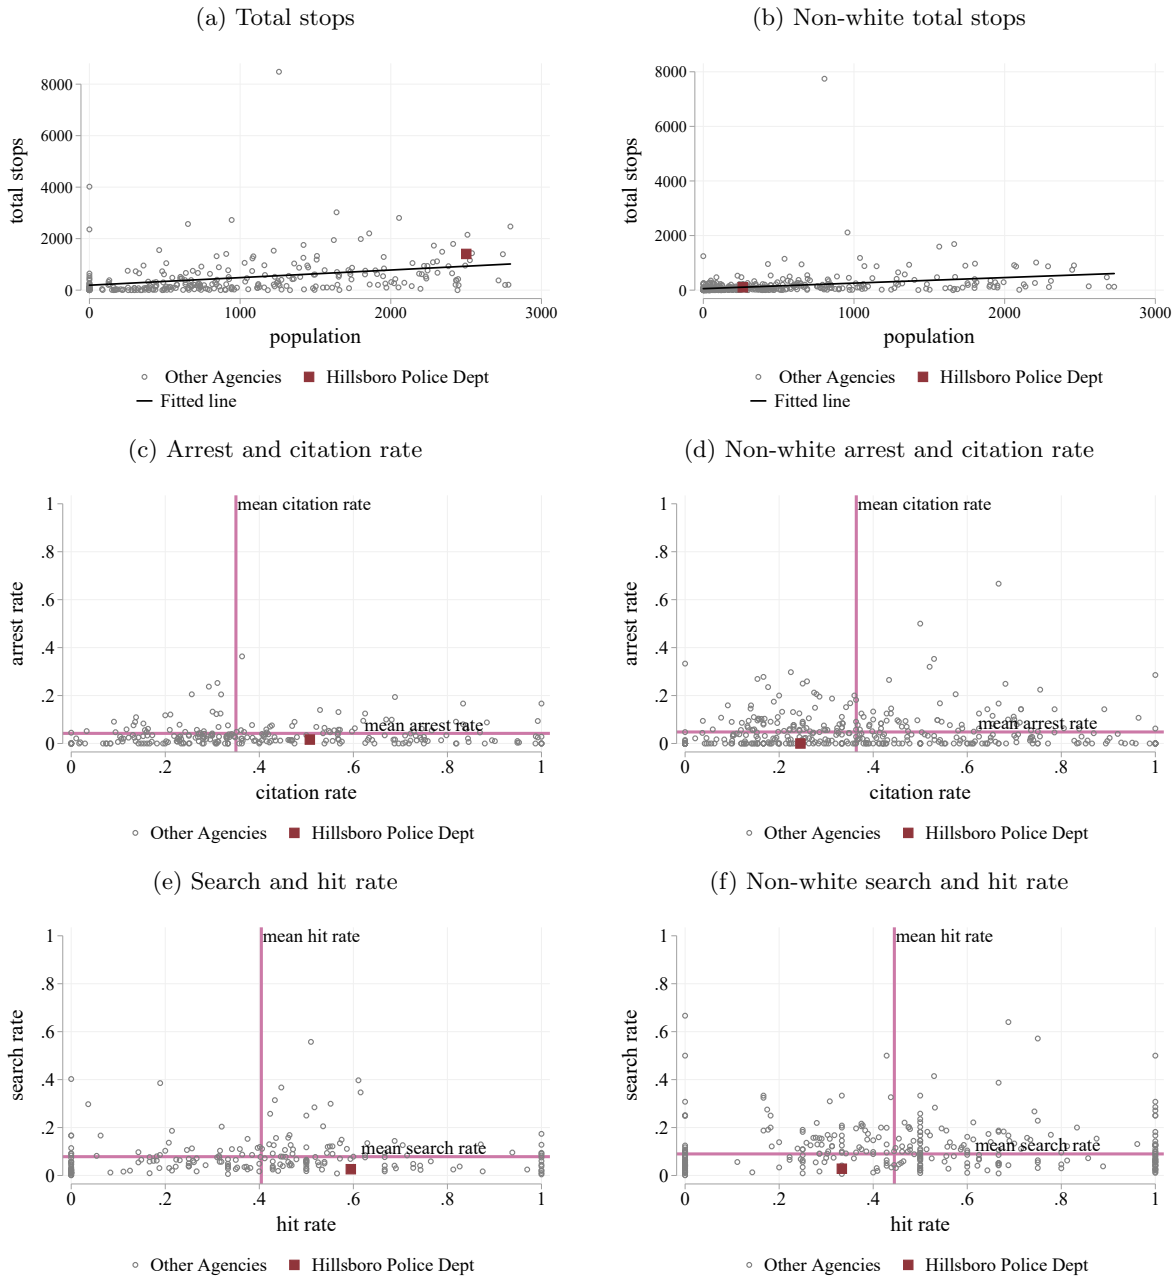 (a) Total stops
(b) Non-white total stops
total stops
8000
6000
4000
2000
0
0 1000 2000 3000
population
Other Agencies Hillsboro Police Dept
Fitted line
total stops
8000
6000
4000
2000
0
0 1000 2000 3000
population
Other Agencies Hillsboro Police Dept
Fitted line
(c) Arrest and citation rate
(d) Non-white arrest and citation rate
arrest rate
1
.8
.6
.4
.2
0
mean citation rate
mean arrest rate
0 .2 .4 .6 .8 1
citation rate
Other Agencies Hillsboro Police Dept
arrest rate
1
.8
.6
.4
.2
0
mean citation rate
mean arrest rate
0 .2 .4 .6 .8 1
citation rate
Other Agencies Hillsboro Police Dept
(e) Search and hit rate
(f) Non-white search and hit rate
search rate
1
.8
.6
.4
.2
0
mean hit rate
mean search rate
0 .2 .4 .6 .8 1
hit rate
Other Agencies Hillsboro Police Dept
search rate
1
.8
.6
.4
.2
0
mean hit rate
mean search rate
0 .2 .4 .6 .8 1
hit rate
Other Agencies Hillsboro Police Dept